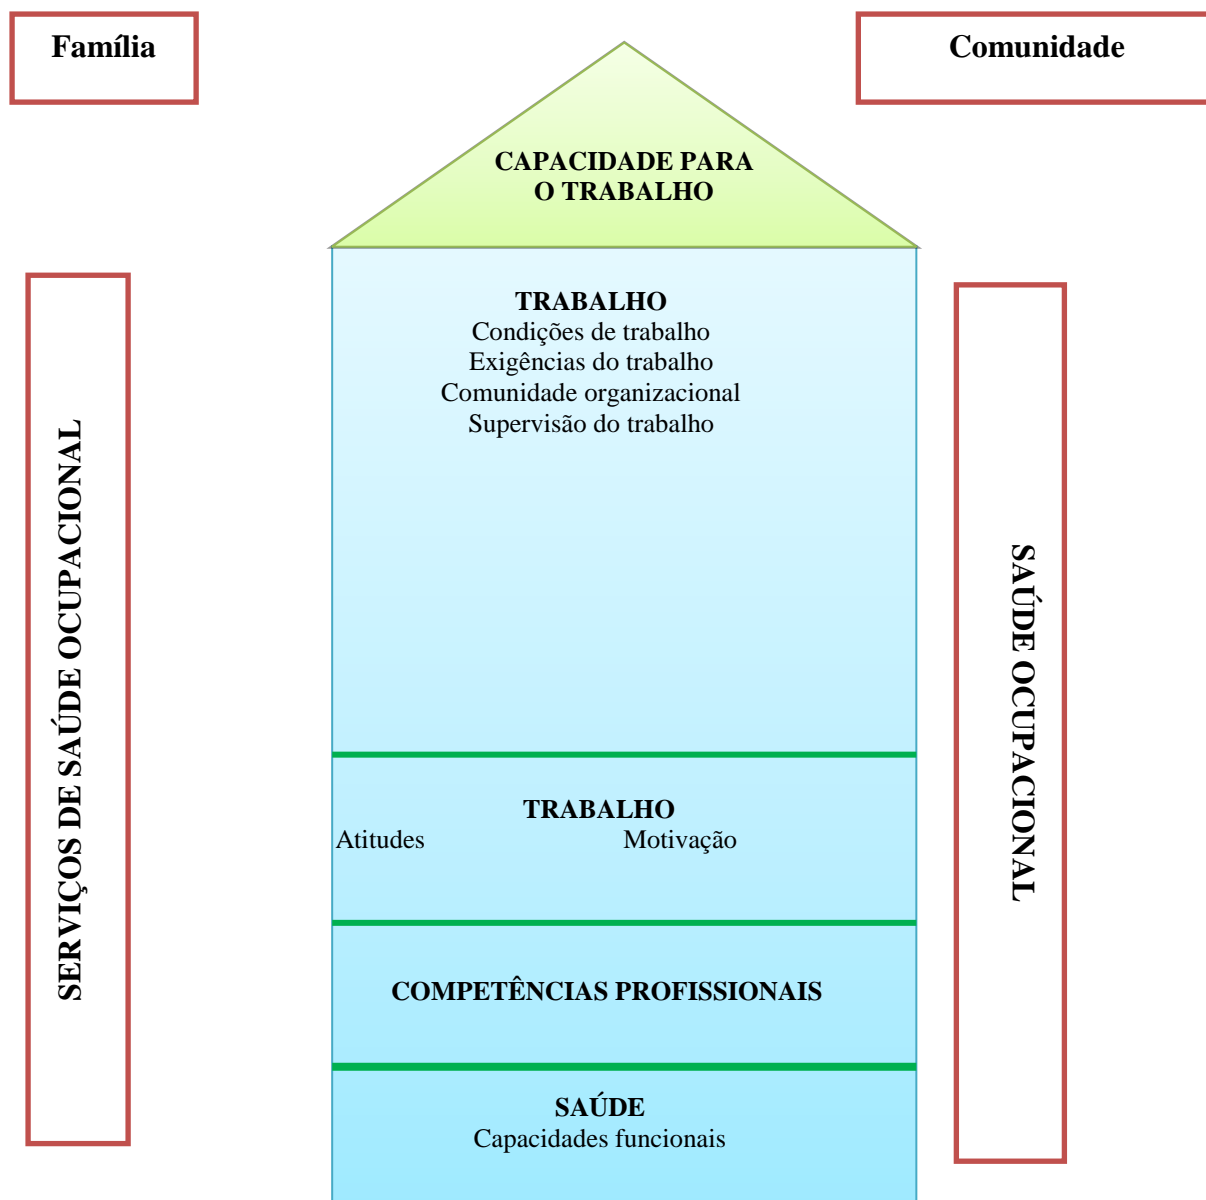 Família
Comunidade
CAPACIDADE PARA
O TRABALHO
TRABALHO
Condições de trabalho
Exigências do trabalho
Comunidade organizacional
Supervisão do trabalho
SERVIÇOS DE SAÚDE OCUPACIONAL
SAÚDE OCUPACIONAL
TRABALHO
Atitudes Motivação
COMPETÊNCIAS PROFISSIONAIS
SAÚDE
Capacidades funcionais